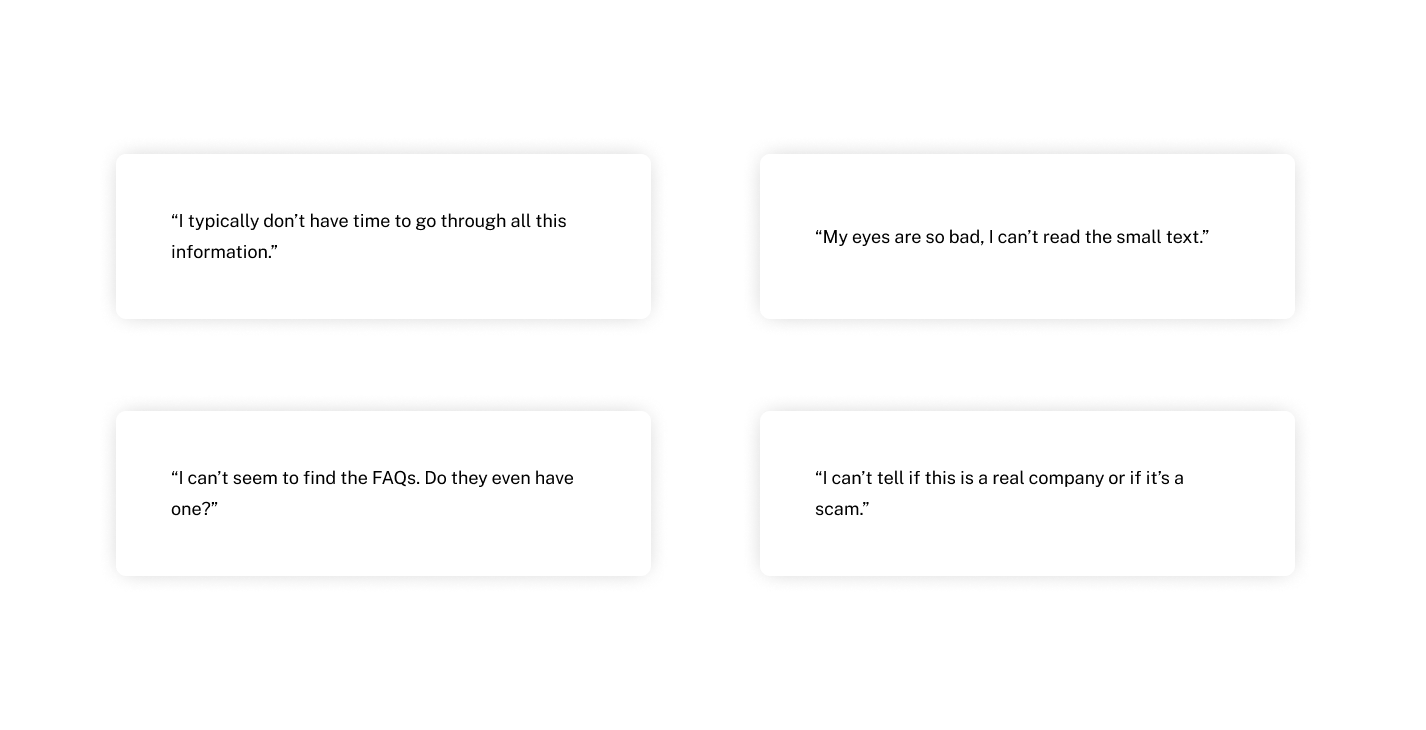 “I typically don’t have time to go through all this
information.”
“My eyes are so bad, I can’t read the small text.”
“I can’t seem to find the FAQs. Do they even have
one?”
“I can’t tell if this is a real company or if it’s a
scam.”